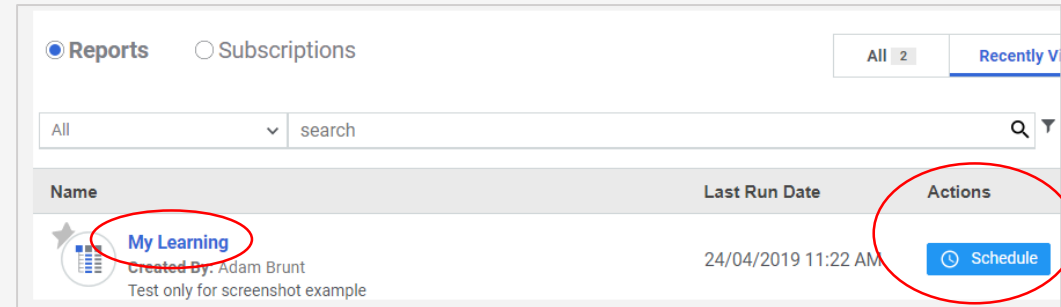 Reports Subscriptions
All 2 Recently Vi
All search
Name Last Run Date Actions
My Learning
Created By: Adam Brunt
24/04/2019 11:22 AM Schedule
Test only for screenshot example